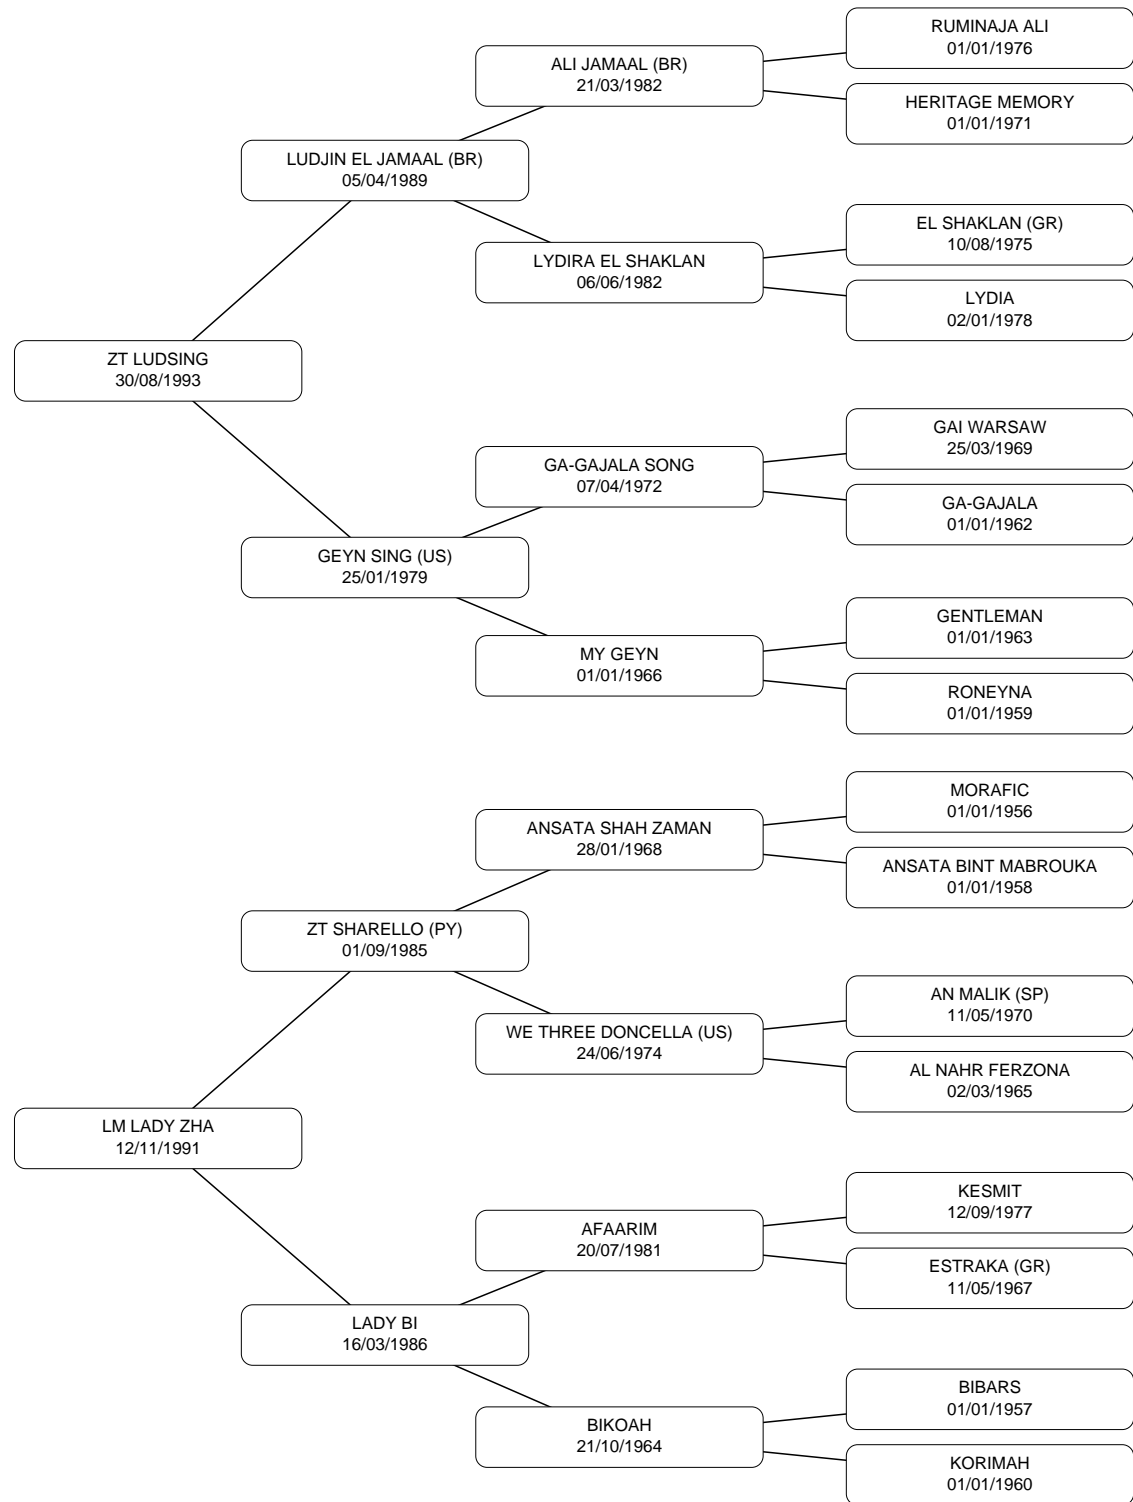 RUMINAJA ALI
01/01/1976
ALI JAMAAL (BR)
21/03/1982
HERITAGE MEMORY
01/01/1971
LUDJIN EL JAMAAL (BR)
05/04/1989
EL SHAKLAN (GR)
10/08/1975
LYDIRA EL SHAKLAN
06/06/1982
LYDIA
02/01/1978
ZT LUDSING
30/08/1993
GAI WARSAW
25/03/1969
GA-GAJALA SONG
07/04/1972
GA-GAJALA
01/01/1962
GEYN SING (US)
25/01/1979
GENTLEMAN
01/01/1963
MY GEYN
01/01/1966
RONEYNA
01/01/1959
MORAFIC
01/01/1956
ANSATA SHAH ZAMAN
28/01/1968
ANSATA BINT MABROUKA
01/01/1958
ZT SHARELLO (PY)
01/09/1985
AN MALIK (SP)
11/05/1970
WE THREE DONCELLA (US)
24/06/1974
AL NAHR FERZONA
02/03/1965
LM LADY ZHA
12/11/1991
KESMIT
12/09/1977
AFAARIM
20/07/1981
ESTRAKA (GR)
11/05/1967
LADY BI
16/03/1986
BIBARS
01/01/1957
BIKOAH
21/10/1964
KORIMAH
01/01/1960